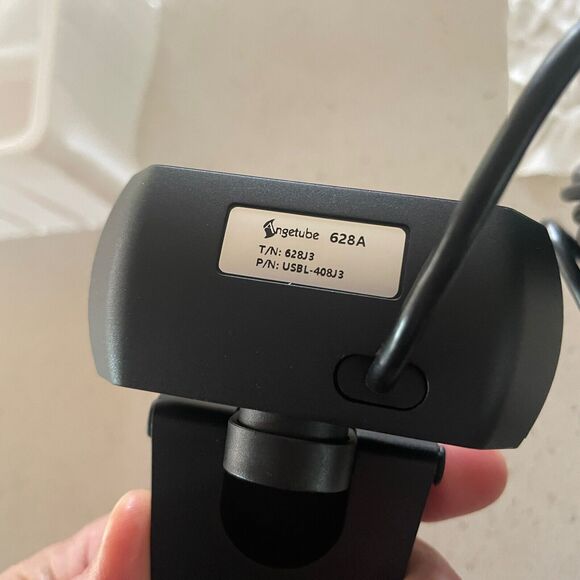 Angetube 628A
T/N: 628J3
P/N: USBL-408J3